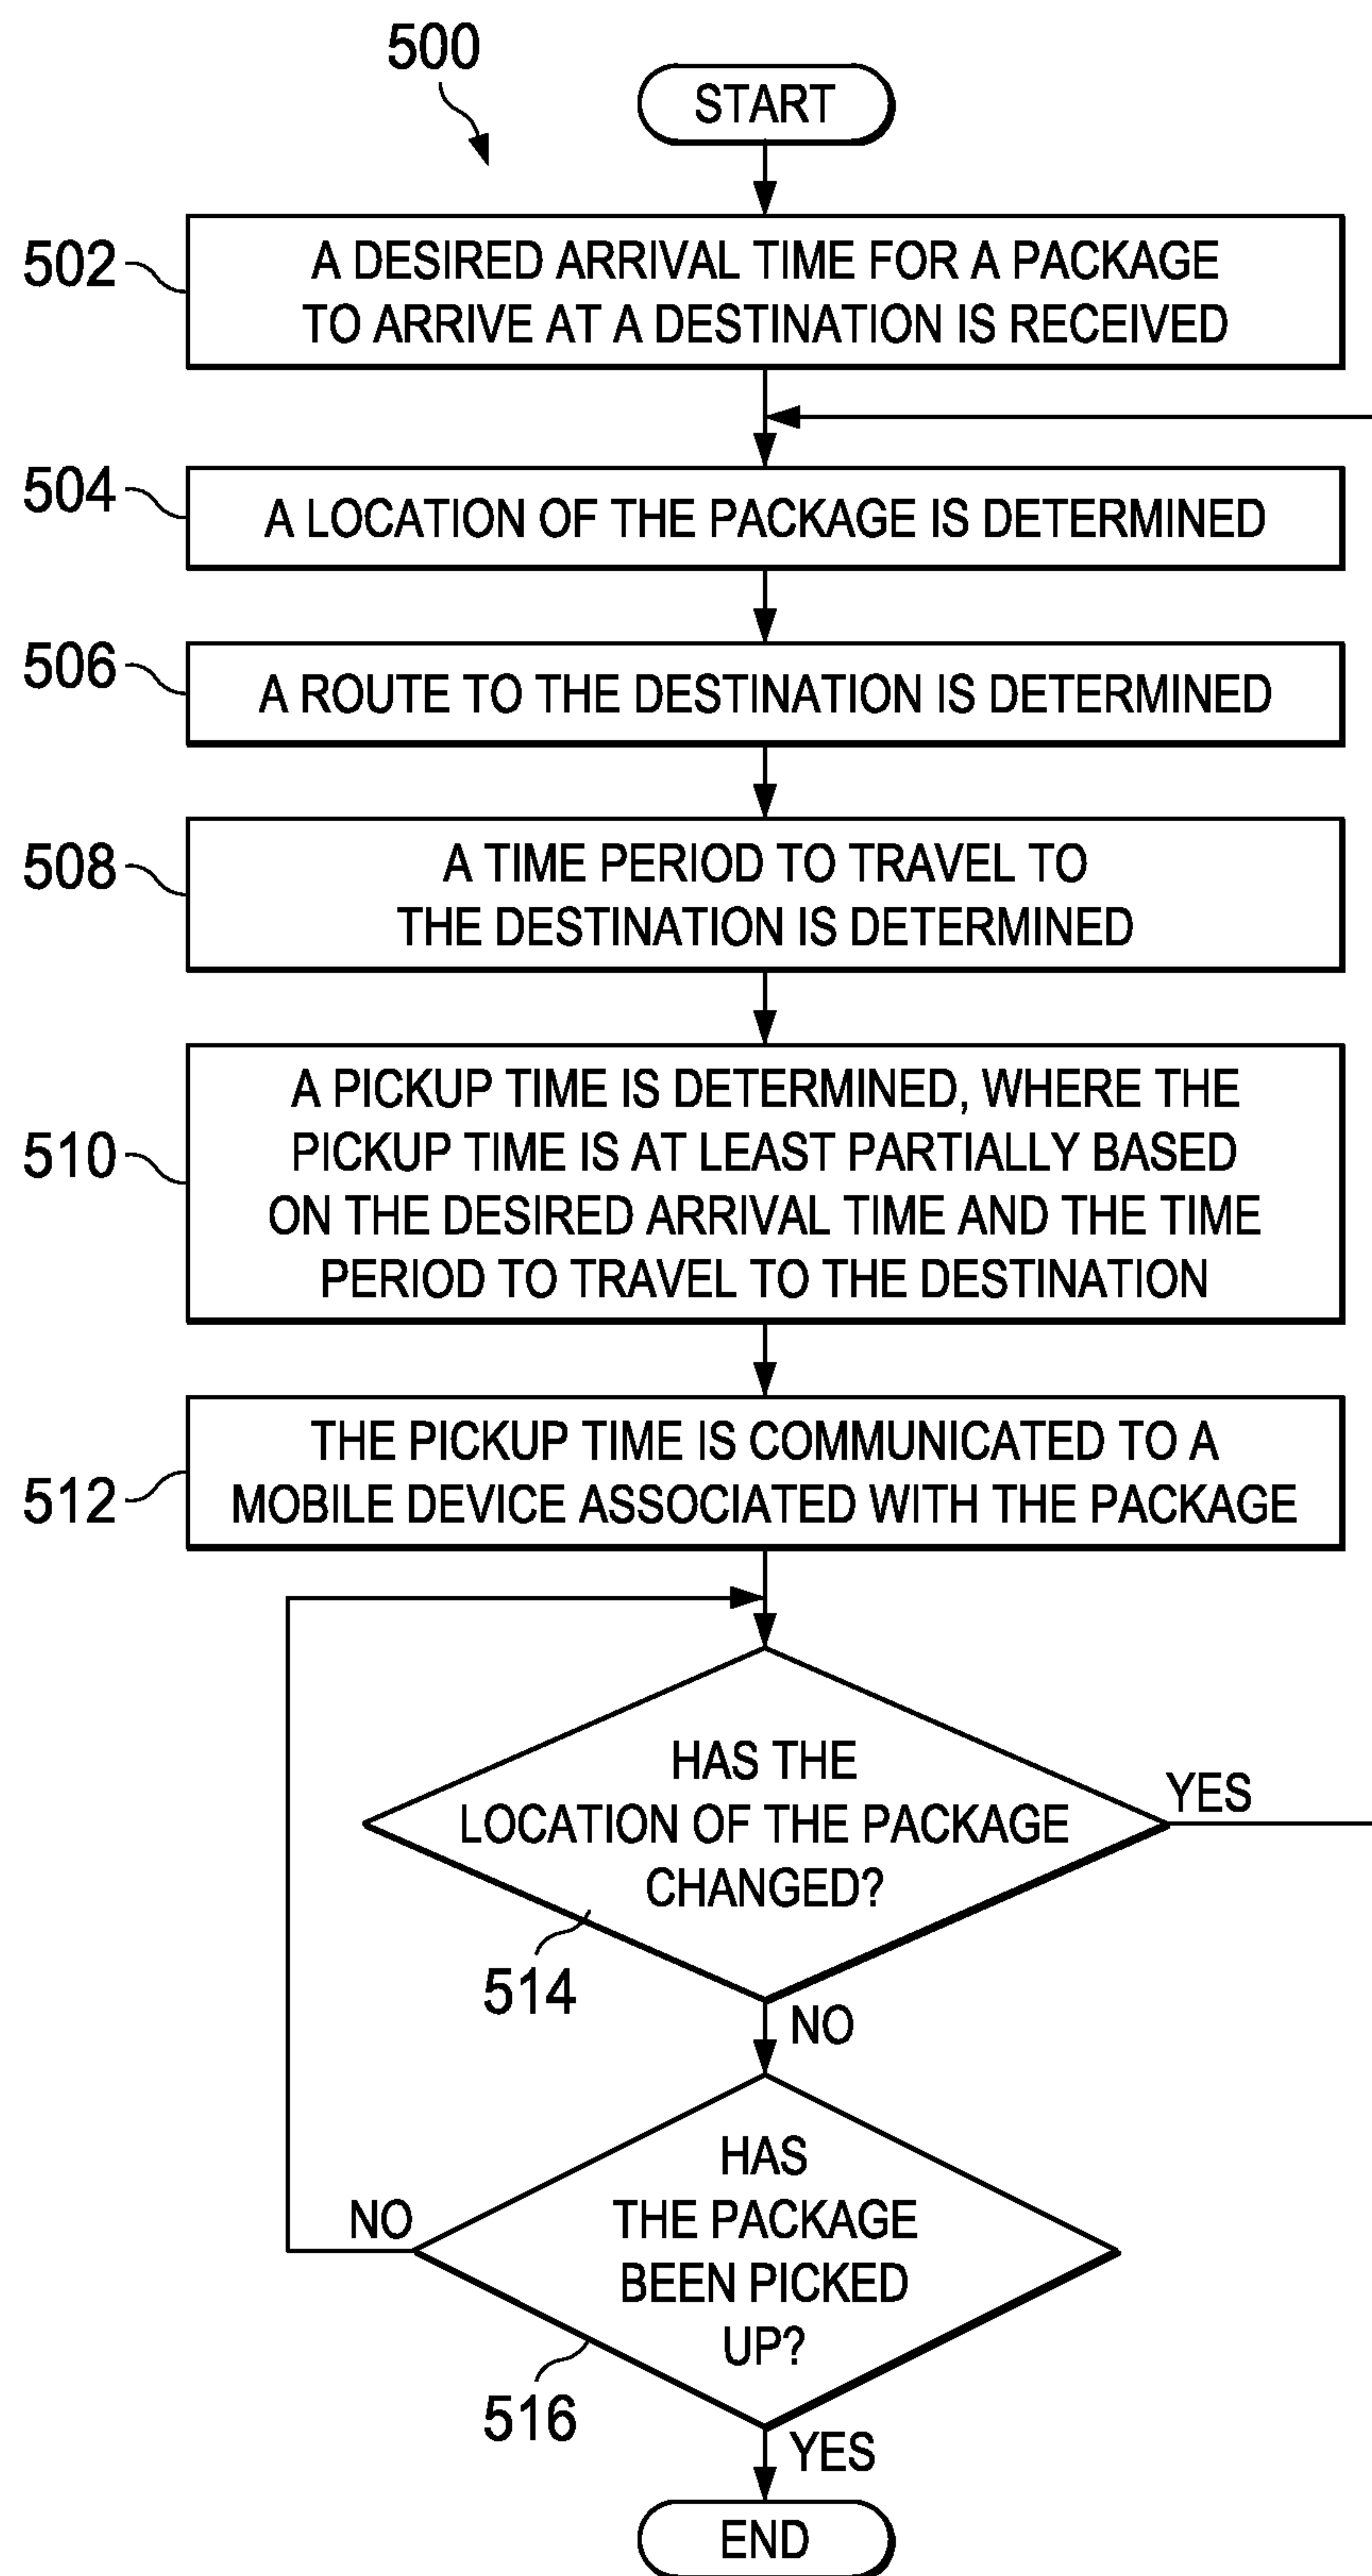 500
START
502
A DESIRED ARRIVAL TIME FOR A PACKAGE
TO ARRIVE AT A DESTINATION IS RECEIVED
504
A LOCATION OF THE PACKAGE IS DETERMINED
506
A ROUTE TO THE DESTINATION IS DETERMINED
508
A TIME PERIOD TO TRAVEL TO
THE DESTINATION IS DETERMINED
510
A PICKUP TIME IS DETERMINED, WHERE THE
PICKUP TIME IS AT LEAST PARTIALLY BASED
ON THE DESIRED ARRIVAL TIME AND THE TIME
PERIOD TO TRAVEL TO THE DESTINATION
512
THE PICKUP TIME IS COMMUNICATED TO A
MOBILE DEVICE ASSOCIATED WITH THE PACKAGE
HAS THE
LOCATION OF THE PACKAGE
CHANGED?
YES
514
NO
HAS
THE PACKAGE
BEEN PICKED
UP?
NO
516
YES
END